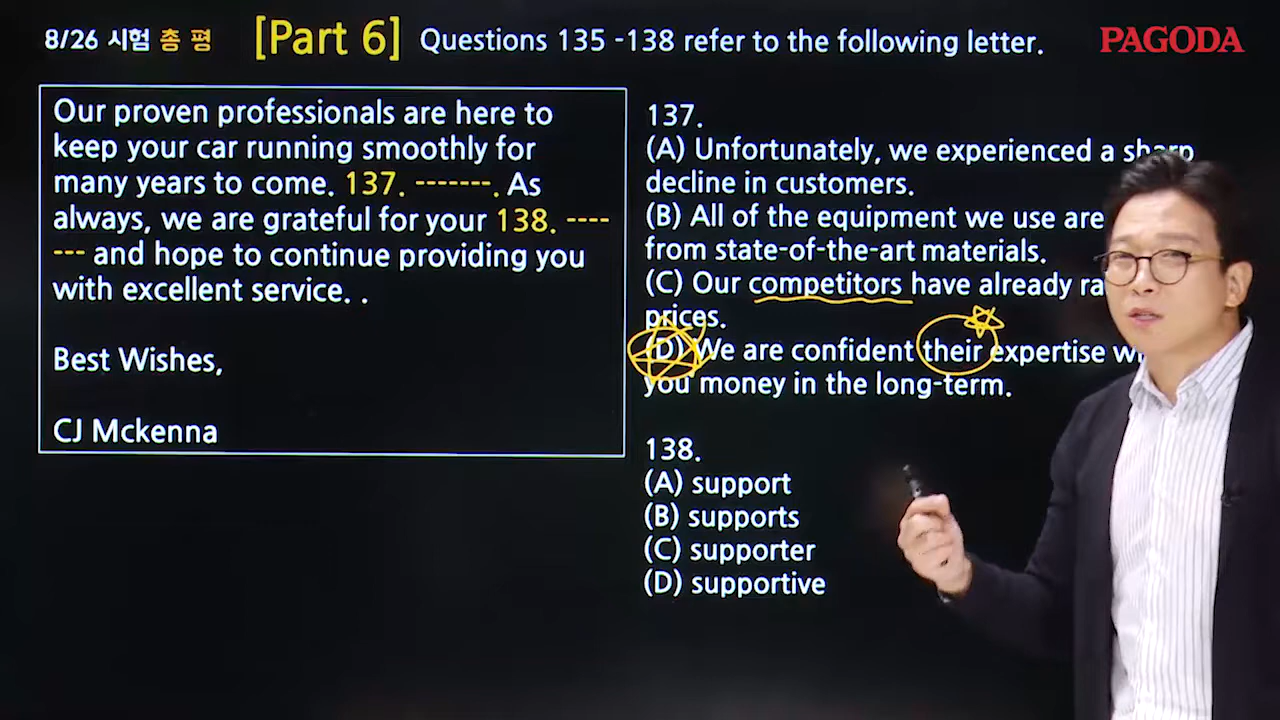 8/26 시험 총 평 [Part 6] Questions 135 -138 refer to the following letter.
PAGODA
Our proven professionals are here to
keep your car running smoothly for
many years to come. 137. -------. As
always, we are grateful for your 138. ----
--- and hope to continue providing you
with excellent service. .
Best Wishes,
CJ Mckenna
137.
(A) Unfortunately, we experienced a sharp
decline in customers.
(B) All of the equipment we use are
from state-of-the-art materials.
(C) Our competitors have already
prices.
(D) We are confident their expertise
you money in the long-term.
138.
(A) support
(B) supports
(C) supporter
(D) supportive